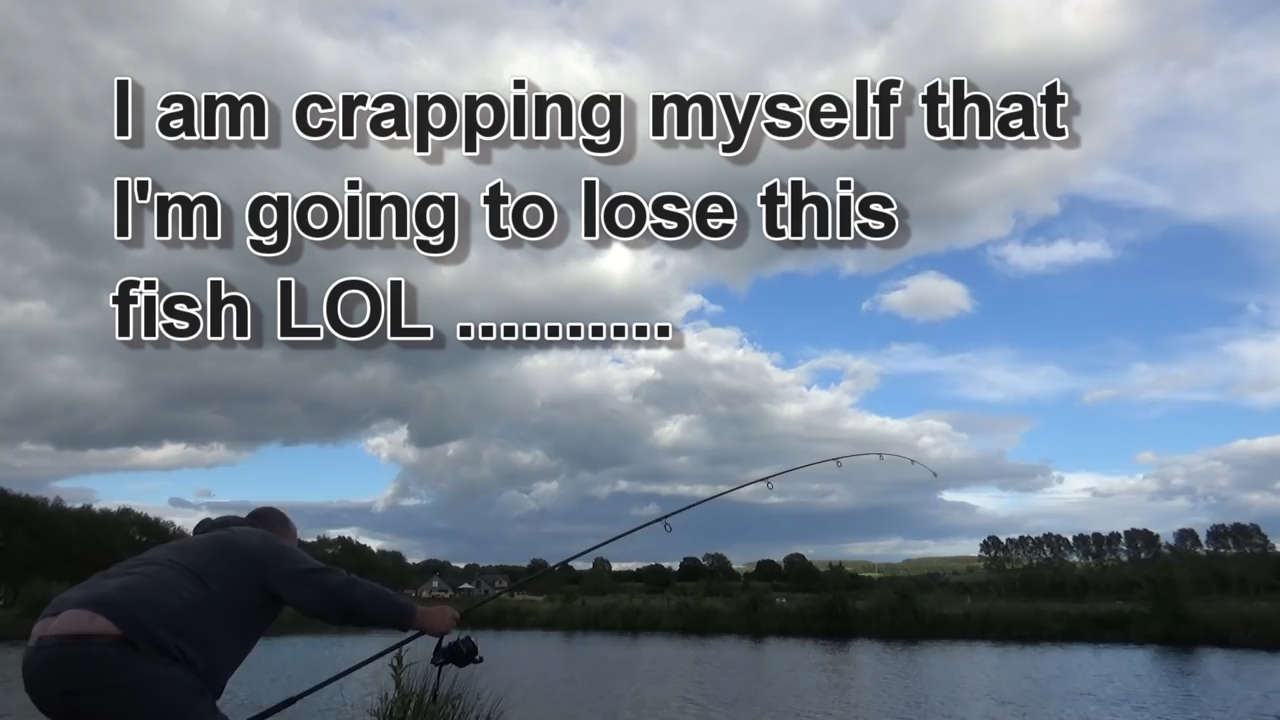 I am crapping myself that
I'm going to lose this
fish LOL ..........